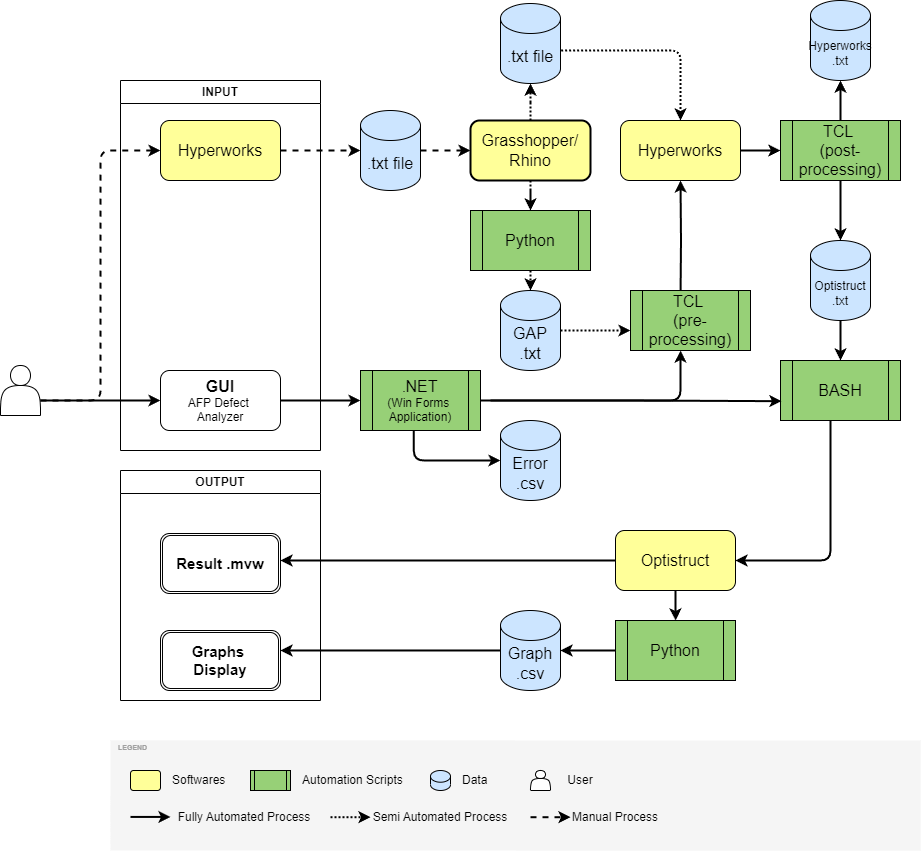 .txt file
Hyperworks
.txt
INPUT
Hyperworks
.txt file
Grasshopper/
Rhino
Hyperworks
TCL
(post-
processing)
Python
Optistruct
.txt
GAP
.txt
TCL
(pre-
processing)
GUI
AFP Defect
Analyzer
.NET
(Win Forms
Application)
BASH
Error
.csv
OUTPUT
Result .mvw
Optistruct
Graphs
Display
Graph
.csv
Python
LEGEND
Softwares
Automation Scripts
Data
User
Fully Automated Process
Semi Automated Process
Manual Process